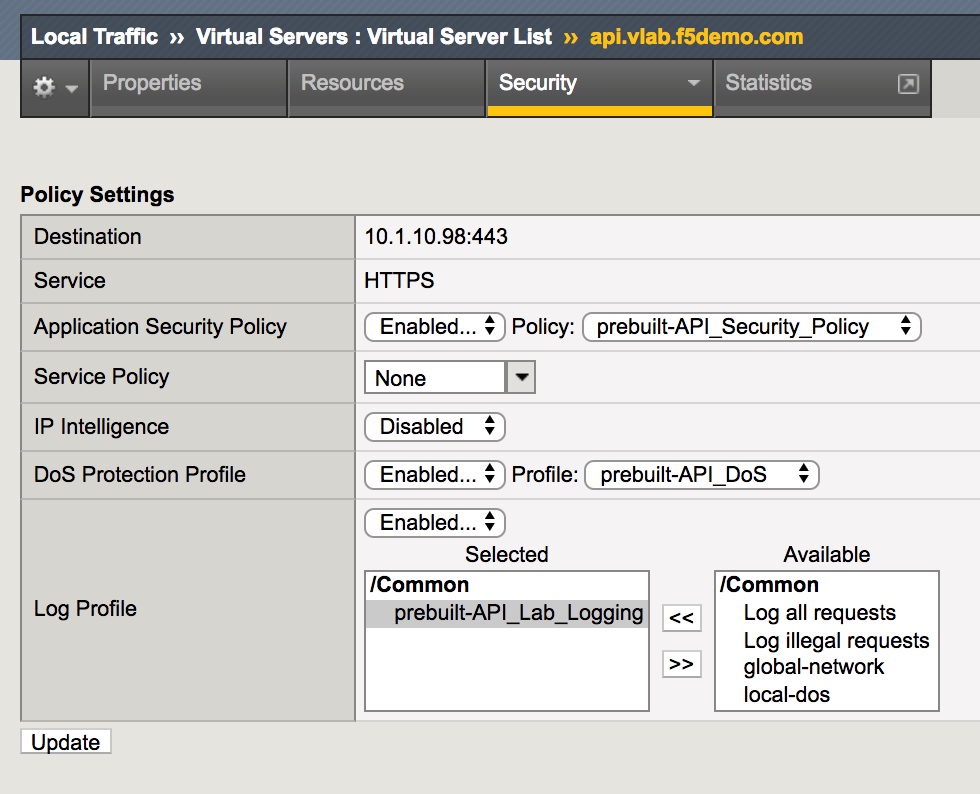 Local Traffic ›› Virtual Servers : Virtual Server List ›› api.vlab.f5demo.com
Properties Resources Security Statistics
Policy Settings
Destination 10.1.10.98:443
Service HTTPS
Application Security Policy Enabled... Policy: prebuilt-API_Security_Policy
Service Policy None
IP Intelligence Disabled
DoS Protection Profile Enabled... Profile: prebuilt-API_DoS
Log Profile Enabled...
Selected Available
/Common /Common
prebuilt-API_Lab_Logging << Log all requests
Log illegal requests
>> global-network
local-dos
Update